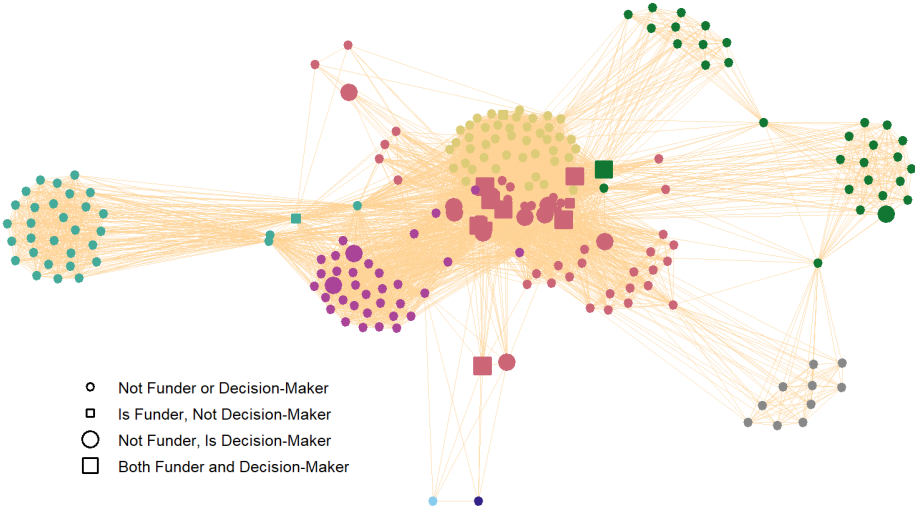 Not Funder or Decision-Maker
Is Funder, Not Decision-Maker
Not Funder, Is Decision-Maker
Both Funder and Decision-Maker